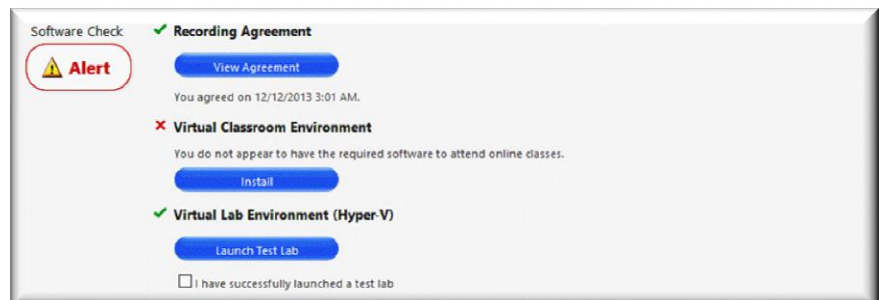 Software Check
Alert
Recording Agreement
View Agreement
You agreed on 12/12/2013 3:01 AM.
Virtual Classroom Environment
You do not appear to have the required software to attend online classes.
Install
Virtual Lab Environment (Hyper-V)
Launch Test Lab
I have successfully launched a test lab